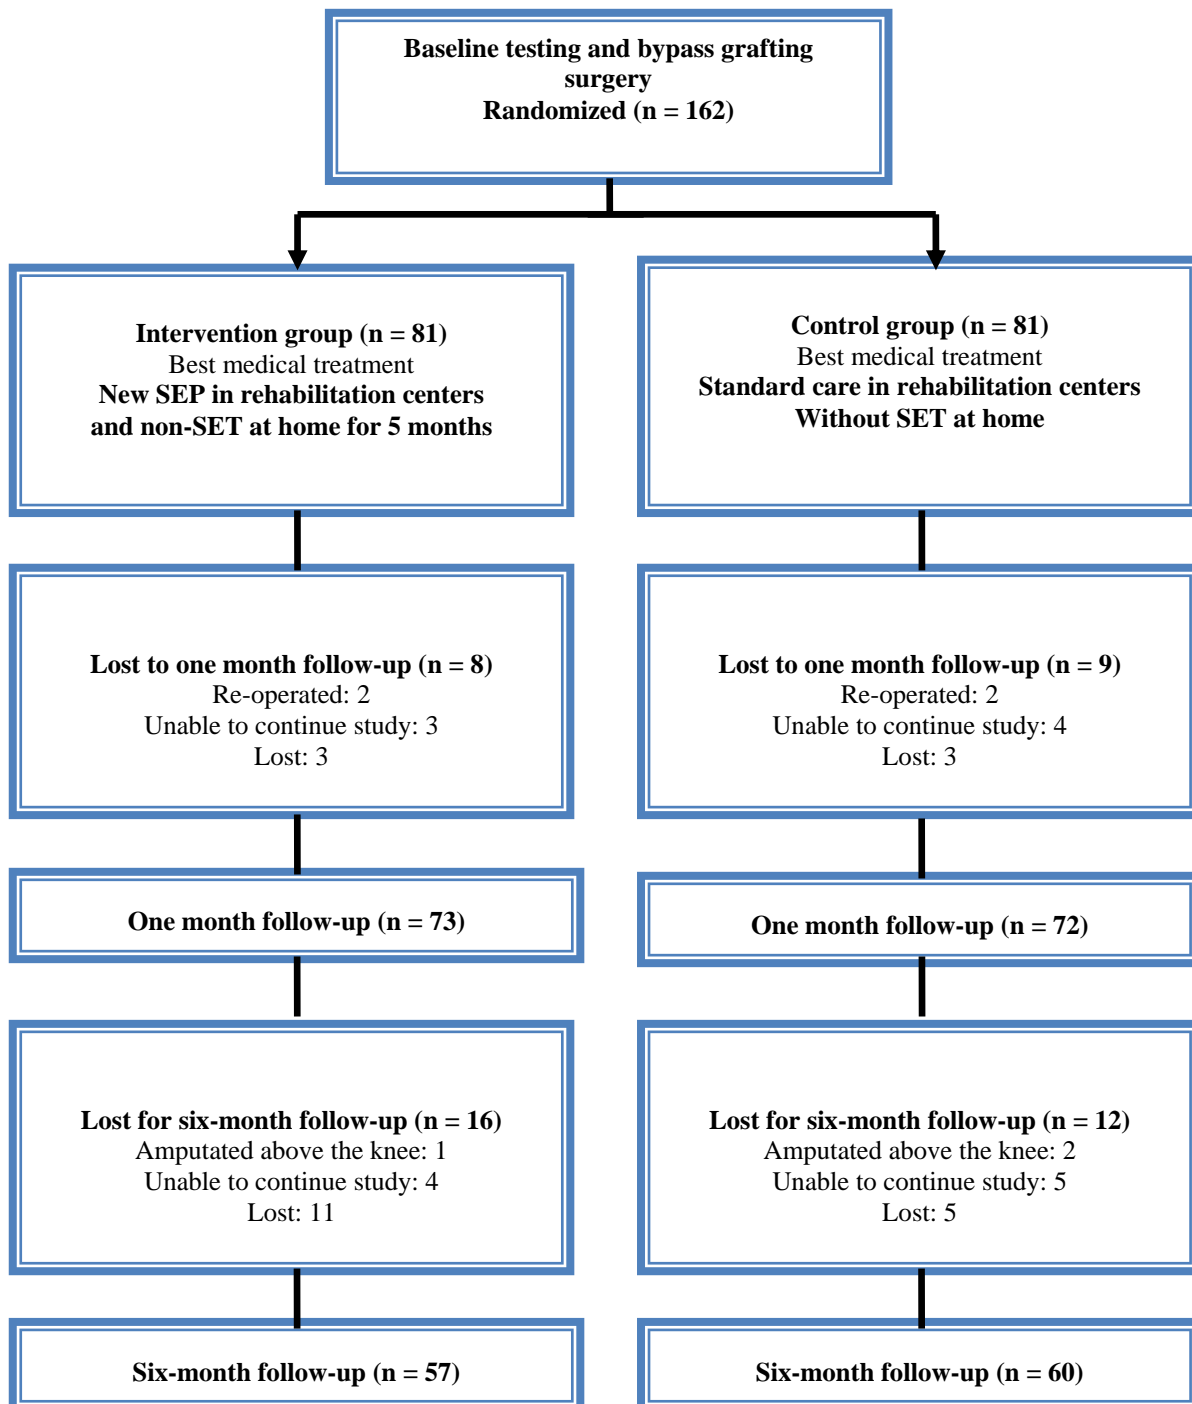 Baseline testing and bypass grafting
surgery
Randomized (n = 162)
Intervention group (n = 81)
Best medical treatment
New SEP in rehabilitation centers
and non-SET at home for 5 months
Control group (n = 81)
Best medical treatment
Standard care in rehabilitation centers
Without SET at home
Lost to one month follow-up (n = 8)
Re-operated: 2
Unable to continue study: 3
Lost: 3
Lost to one month follow-up (n = 9)
Re-operated: 2
Unable to continue study: 4
Lost: 3
One month follow-up (n = 73)
One month follow-up (n = 72)
Lost for six-month follow-up (n = 16)
Amputated above the knee: 1
Unable to continue study: 4
Lost: 11
Lost for six-month follow-up (n = 12)
Amputated above the knee: 2
Unable to continue study: 5
Lost: 5
Six-month follow-up (n = 57)
Six-month follow-up (n = 60)